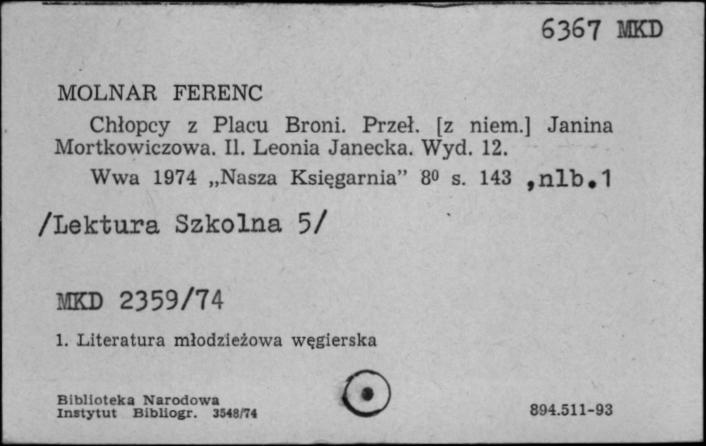 6367 MKD
MOLNAR FERENC
Chłopcy z Placu Broni. Przeł. [z niem.] Janina
Mortkowiczowa. Il. Leonia Janecka. Wyd. 12.
Wwa 1974 „Nasza Księgarnia” 8⁰ s. 143 ,nlb.1
/Lektura Szkolna 5/
MKD 2359/74
1. Literatura młodzieżowa węgierska
Biblioteka Narodowa
Instytut Bibliogr. 3548/74
894.511-93